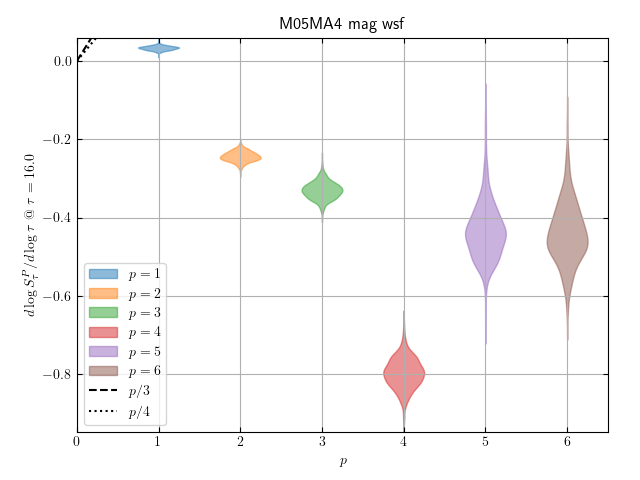 M05MA4 mag wsf
d log S_τ^p / d log τ @ τ = 16.0
0.0
−0.2
−0.4
−0.6
−0.8
p = 1
p = 2
p = 3
p = 4
p = 5
p = 6
p/3
p/4
0 1 2 3 4 5 6
p